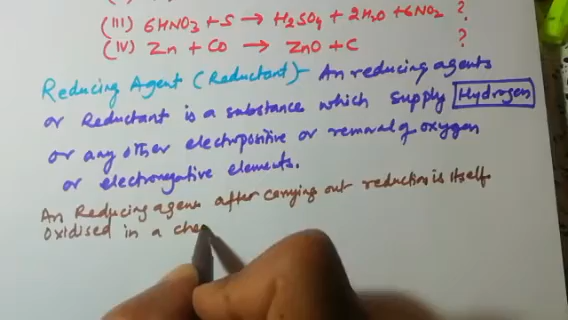 (III) 6HNO3 + S → H2SO4 + 2H2O + 6NO2 ?
(IV) Zn + Co → ZnO + C ?
Reducing Agent (Reductant)- An reducing agents
or Reductant is a substance which supply Hydrogen
or any other electropositive or removal of oxygen
or electronegative elements.
An Reducing agent after carrying out reduction is itself
Oxidised in a che